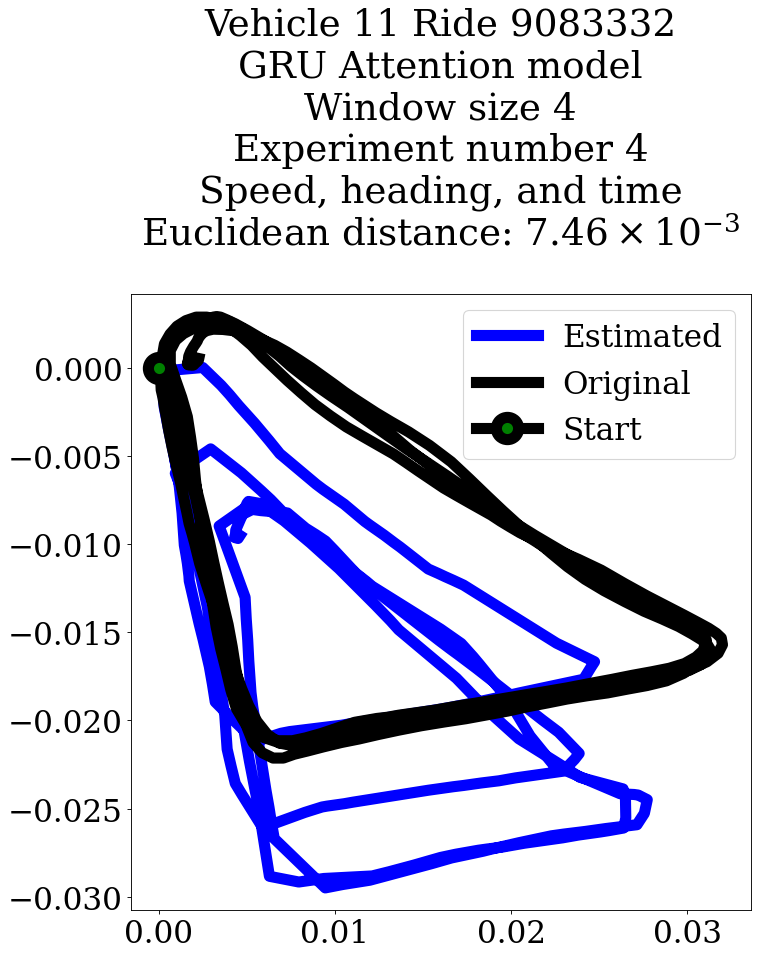 Vehicle 11 Ride 9083332
GRU Attention model
Window size 4
Experiment number 4
Speed, heading, and time
Euclidean distance: 7.46 × 10⁻³
Estimated
Original
Start
0.000
−0.005
−0.010
−0.015
−0.020
−0.025
−0.030
0.00 0.01 0.02 0.03